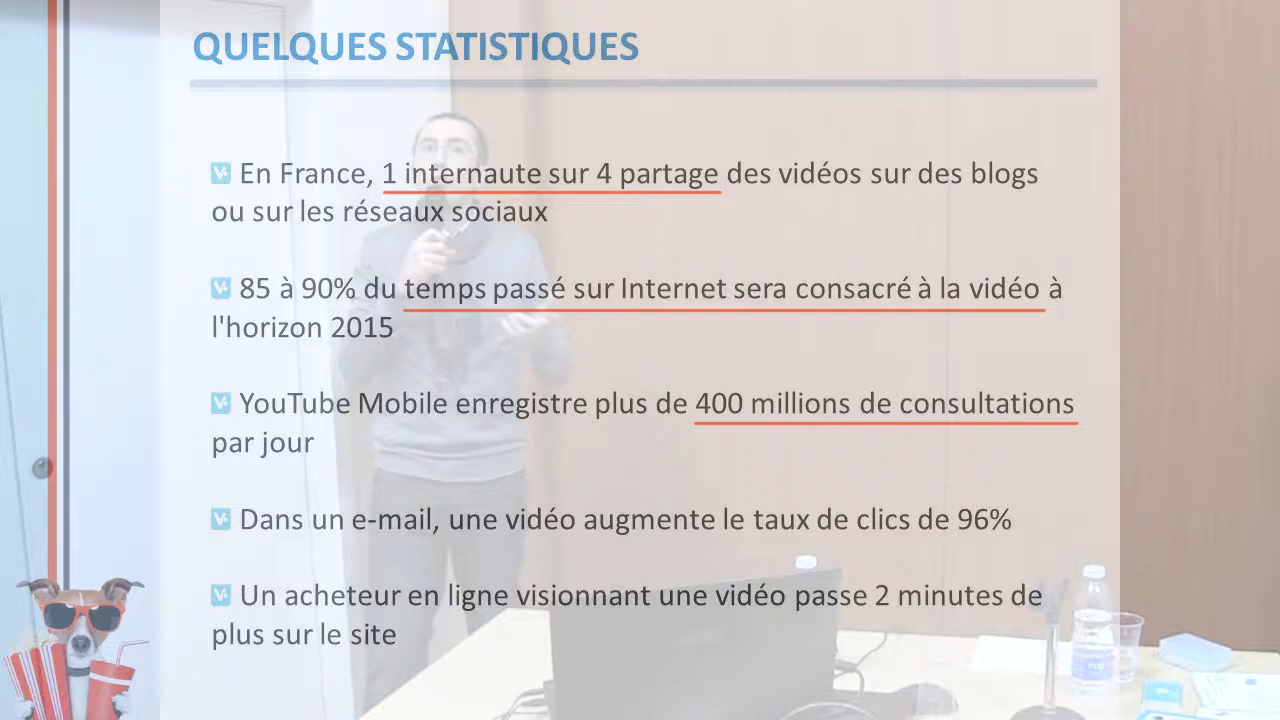 QUELQUES STATISTIQUES
En France, 1 internaute sur 4 partage des vidéos sur des blogs
ou sur les réseaux sociaux
85 à 90% du temps passé sur Internet sera consacré à la vidéo à
l'horizon 2015
YouTube Mobile enregistre plus de 400 millions de consultations
par jour
Dans un e-mail, une vidéo augmente le taux de clics de 96%
Un acheteur en ligne visionnant une vidéo passe 2 minutes de
plus sur le site